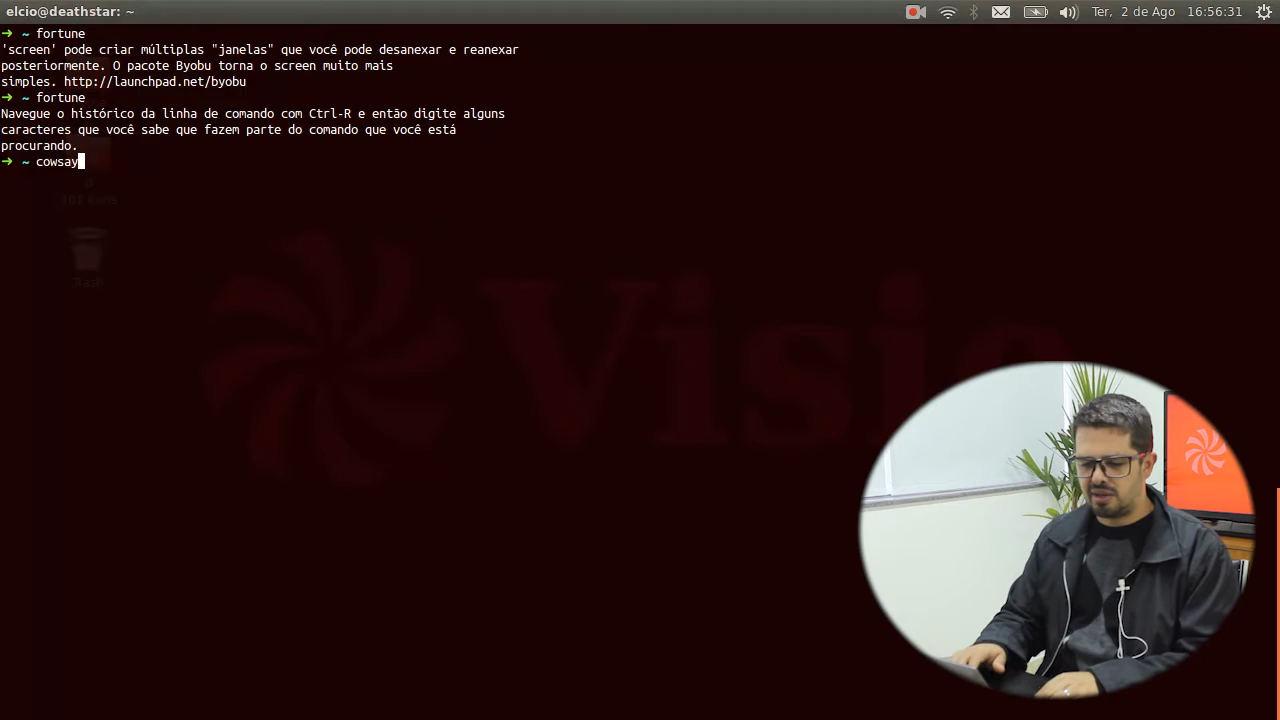 elcio@deathstar: ~
Ter, 2 de Ago 16:56:31
➜ ~ fortune
'screen' pode criar múltiplas "janelas" que você pode desanexar e reanexar
posteriormente. O pacote Byobu torna o screen muito mais
simples. http://launchpad.net/byobu
➜ ~ fortune
Navegue o histórico da linha de comando com Ctrl-R e então digite alguns
caracteres que você sabe que fazem parte do comando que você está
procurando.
➜ ~ cowsay
Trash
Visie